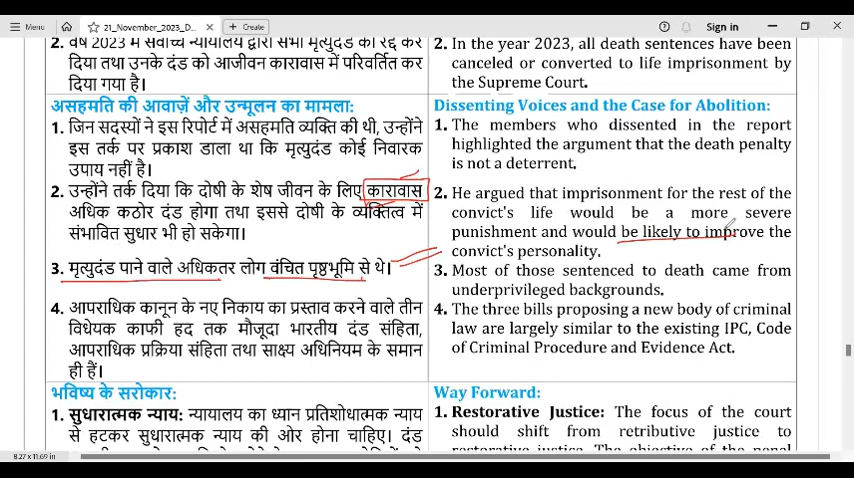 Menu
21_November_2023_D...
Create
Sign in
2. वर्ष 2023 में सर्वोच्च न्यायालय द्वारा सभी मृत्युदंड को रद्द कर
दिया तथा उनके दंड को आजीवन कारावास में परिवर्तित कर
दिया गया है।
असहमति की आवाज़ें और उन्मूलन का मामला:
1. जिन सदस्यों ने इस रिपोर्ट में असहमति व्यक्ति की थी, उन्होंने
इस तर्क पर प्रकाश डाला था कि मृत्युदंड कोई निवारक
उपाय नहीं है।
2. उन्होंने तर्क दिया कि दोषी के शेष जीवन के लिए कारावास
अधिक कठोर दंड होगा तथा इससे दोषी के व्यक्तित्व में
संभावित सुधार भी हो सकेगा।
3. मृत्युदंड पाने वाले अधिकतर लोग वंचित पृष्ठभूमि से थे।
4. आपराधिक कानून के नए निकाय का प्रस्ताव करने वाले तीन
विधेयक काफी हद तक मौजूदा भारतीय दंड संहिता,
आपराधिक प्रक्रिया संहिता तथा साक्ष्य अधिनियम के समान
ही हैं।
भविष्य के सरोकार:
1. सुधारात्मक न्याय: न्यायालय का ध्यान प्रतिशोधात्मक न्याय
से हटकर सुधारात्मक न्याय की ओर होना चाहिए। दंड
2. In the year 2023, all death sentences have been
canceled or converted to life imprisonment by
the Supreme Court.
Dissenting Voices and the Case for Abolition:
1. The members who dissented in the report
highlighted the argument that the death penalty
is not a deterrent.
2. He argued that imprisonment for the rest of the
convict's life would be a more severe
punishment and would be likely to improve the
convict's personality.
3. Most of those sentenced to death came from
underprivileged backgrounds.
4. The three bills proposing a new body of criminal
law are largely similar to the existing IPC, Code
of Criminal Procedure and Evidence Act.
Way Forward:
1. Restorative Justice: The focus of the court
should shift from retributive justice to
restorative justice. The objective of the penal
8.27 x 11.69 in